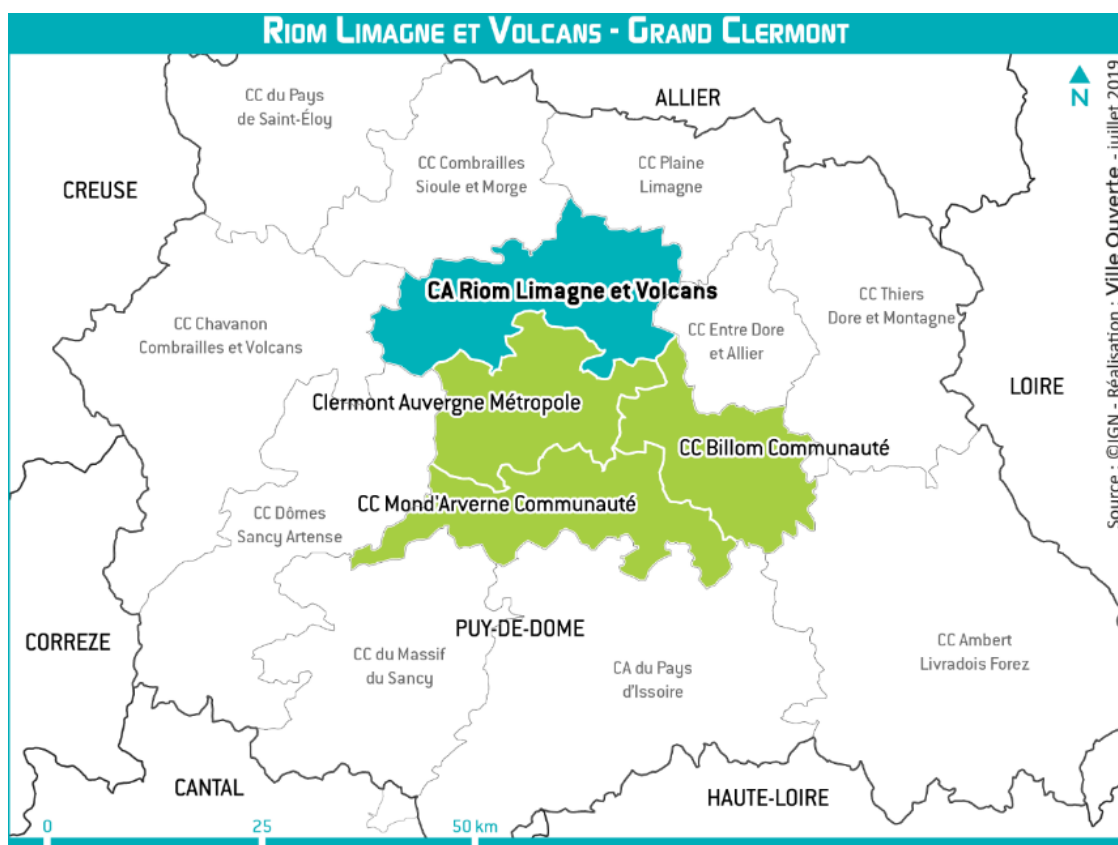 RIOM LIMAGNE ET VOLCANS - GRAND CLERMONT
CC du Pays
de Saint-Éloy
ALLIER
N
CC Combrailles
Sioule et Morge
CC Plaine
Limagne
CREUSE
CA Riom Limagne et Volcans
CC Thiers
Dore et Montagne
CC Chavanon
Combrailles et Volcans
CC Entre Dore
et Allier
LOIRE
Clermont Auvergne Métropole
CC Billom Communauté
CC Mond'Arverne Communauté
CC Dômes
Sancy Artense
PUY-DE-DOME
CORREZE
CC du Massif
du Sancy
CA du Pays
d'Issoire
CC Ambert
Livradois Forez
CANTAL
HAUTE-LOIRE
0 25 50 km
Source : ©IGN - Réalisation : Ville Ouverte - juillet 2019